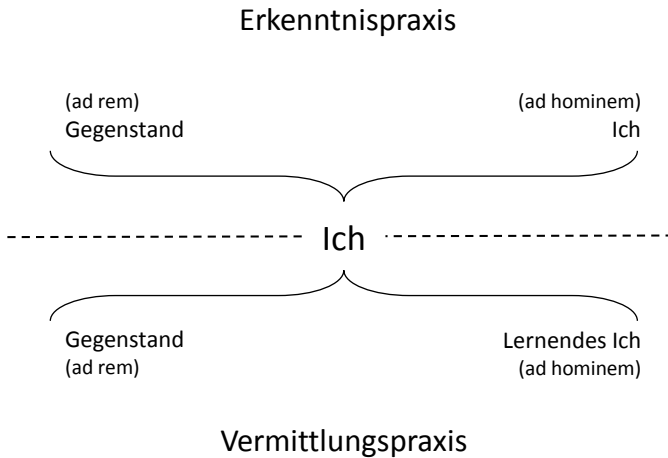 Erkenntnispraxis
(ad rem) (ad hominem)
Gegenstand Ich
Ich
Gegenstand Lernendes Ich
(ad rem) (ad hominem)
Vermittlungspraxis